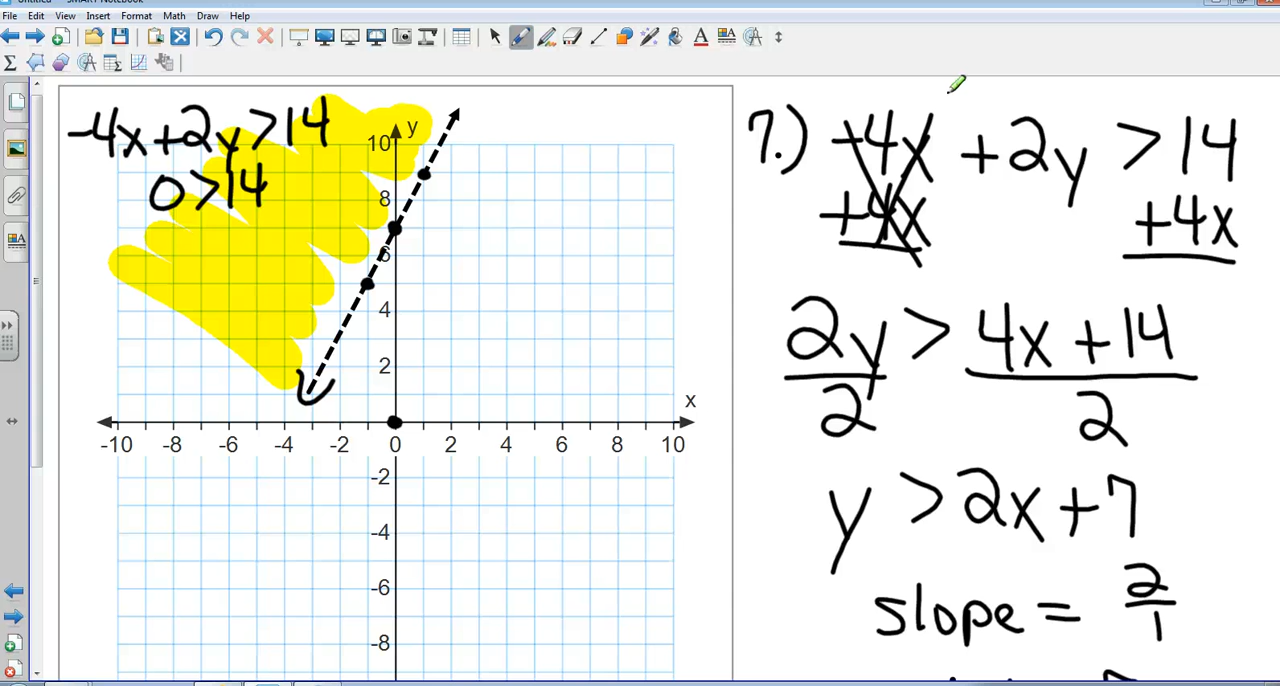 File Edit View Insert Format Math Draw Help
-4x+2y>14
0>14
y
10
8
6
4
2
x
-10 -8 -6 -4 -2 0 2 4 6 8 10
-2
-4
-6
-8
7.) -4x +2y >14
+4x +4x
2y > 4x+14
2 2
y >2x+7
slope = 2
1